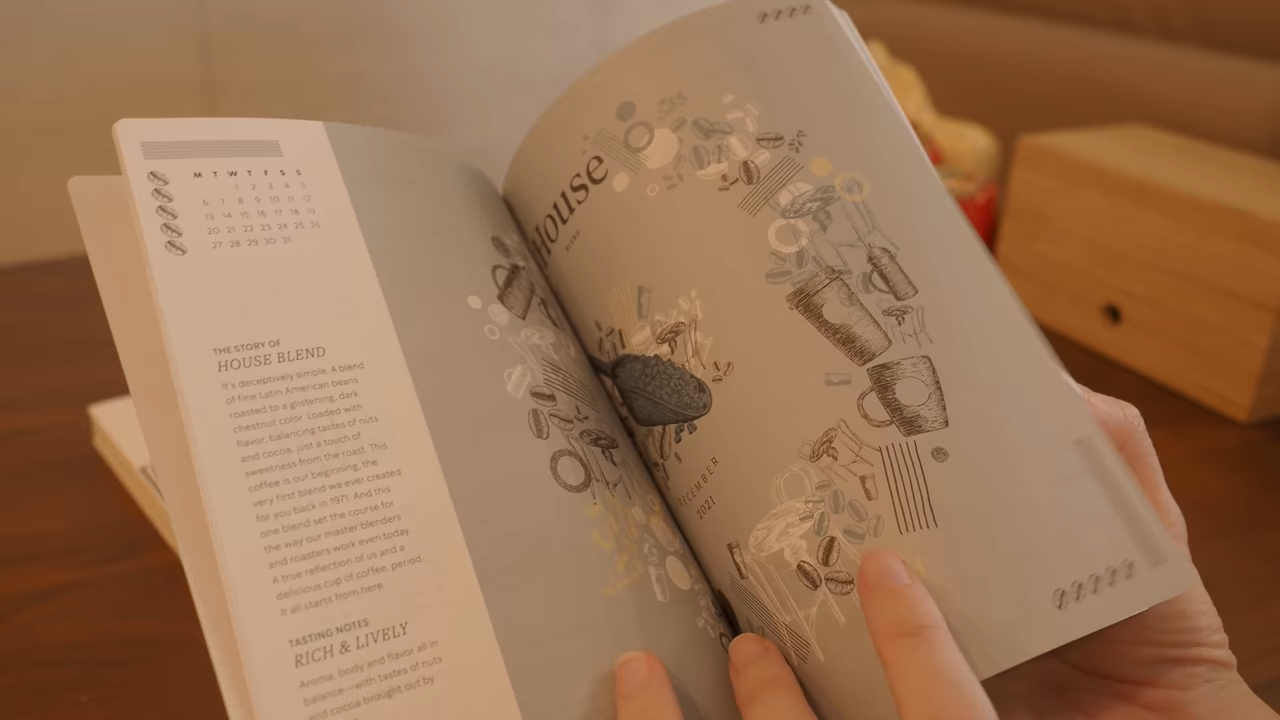 M T W T F S S
1 2 3 4 5
6 7 8 9 10 11 12
13 14 15 16 17 18 19
20 21 22 23 24 25 26
27 28 29 30 31
THE STORY OF
HOUSE BLEND
It's deceptively simple. A blend
of fine Latin American beans
roasted to a glistening, dark
chestnut color. Loaded with
flavor, balancing tastes of nuts
and cocoa, just a touch of
sweetness from the roast. This
coffee is our beginning, the
very first blend we ever created
for you back in 1971. And this
one blend set the course for
the way our master blenders
and roasters work even today.
A true reflection of us and a
delicious cup of coffee, period.
It all starts from here.
TASTING NOTES
RICH & LIVELY
Aroma, body and flavor all in
balance—with tastes of nuts
and cocoa brought out by
House
BLEND
DECEMBER
2021